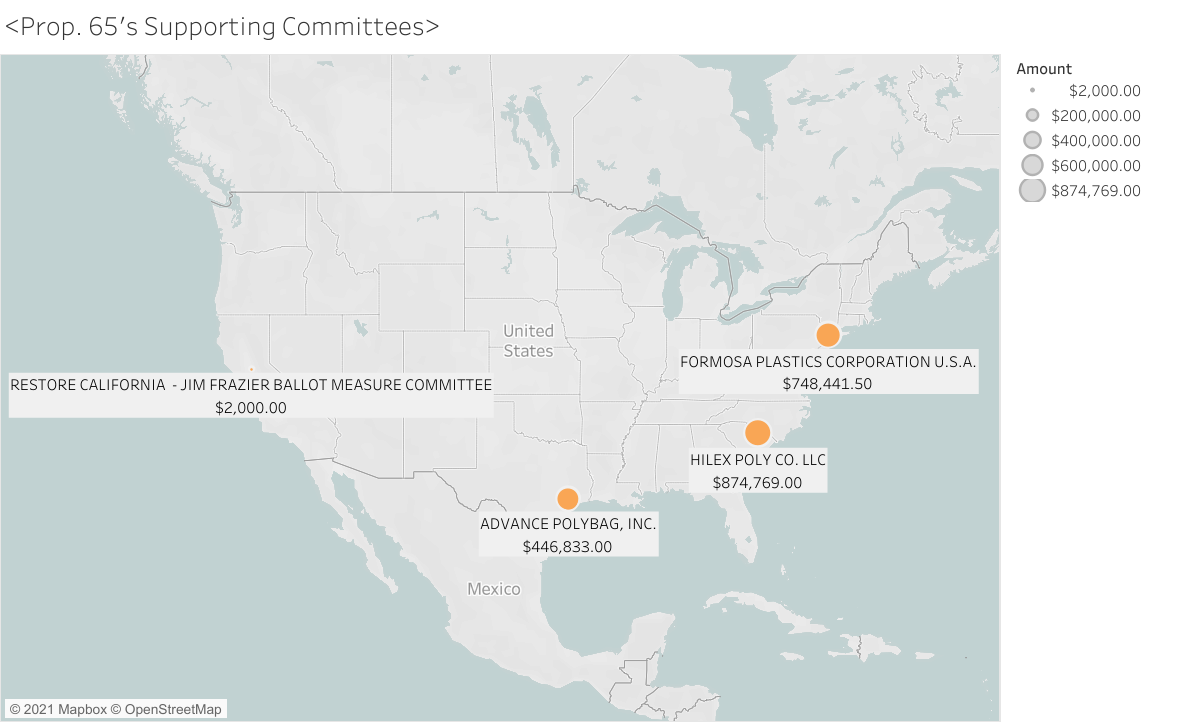 <Prop. 65's Supporting Committees>
Amount
$2,000.00
$200,000.00
$400,000.00
$600,000.00
$874,769.00
United
States
FORMOSA PLASTICS CORPORATION U.S.A.
$748,441.50
RESTORE CALIFORNIA - JIM FRAZIER BALLOT MEASURE COMMITTEE
$2,000.00
HILEX POLY CO. LLC
$874,769.00
ADVANCE POLYBAG, INC.
$446,833.00
Mexico
© 2021 Mapbox © OpenStreetMap